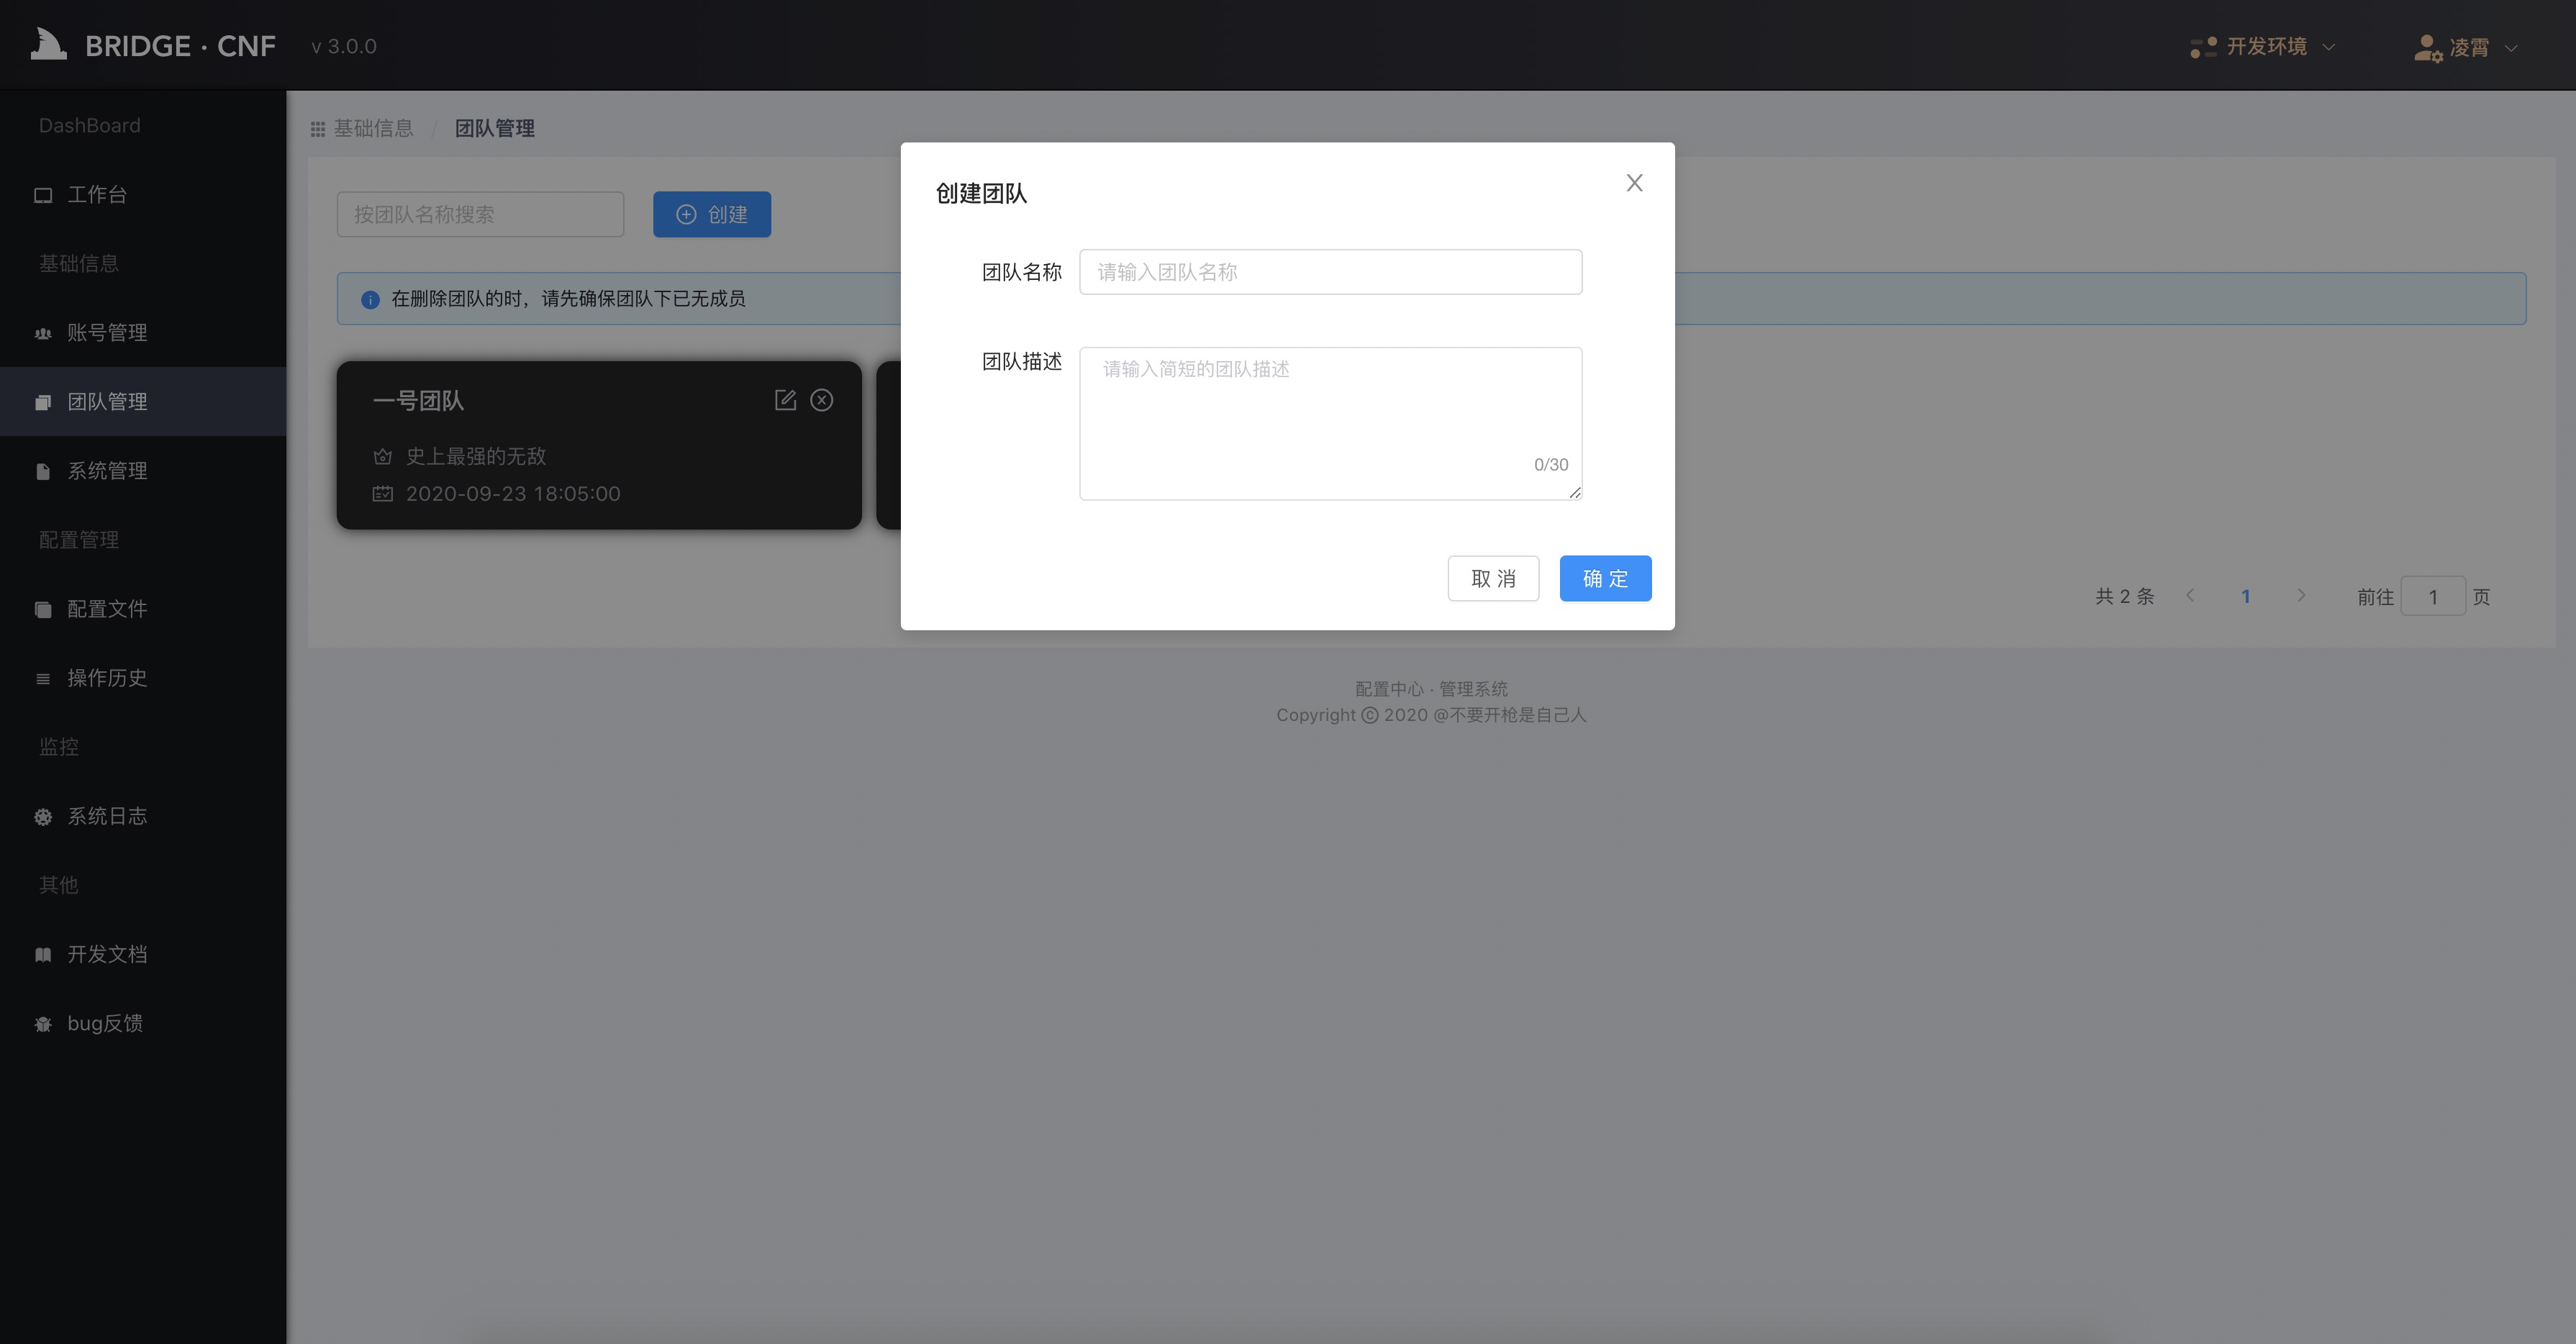 BRIDGE · CNF v 3.0.0
开发环境
凌霄
DashBoard
工作台
基础信息
账号管理
团队管理
系统管理
配置管理
配置文件
操作历史
监控
系统日志
其他
开发文档
bug反馈
基础信息 / 团队管理
按团队名称搜索
创建
在删除团队的时，请先确保团队下已无成员
一号团队
史上最强的无敌
2020-09-23 18:05:00
创建团队
团队名称 请输入团队名称
团队描述 请输入简短的团队描述
0/30
取 消 确 定
共 2 条 1 前往 1 页
配置中心 · 管理系统
Copyright ⓒ 2020 @不要开枪是自己人